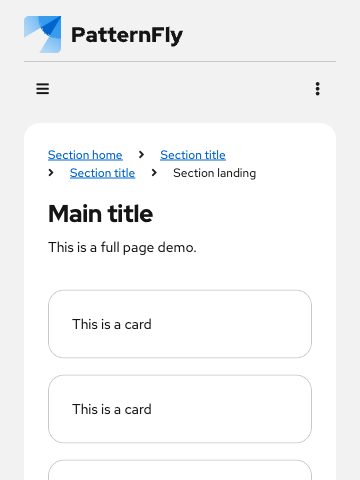 PatternFly
Section home > Section title
> Section title > Section landing
Main title
This is a full page demo.
This is a card
This is a card